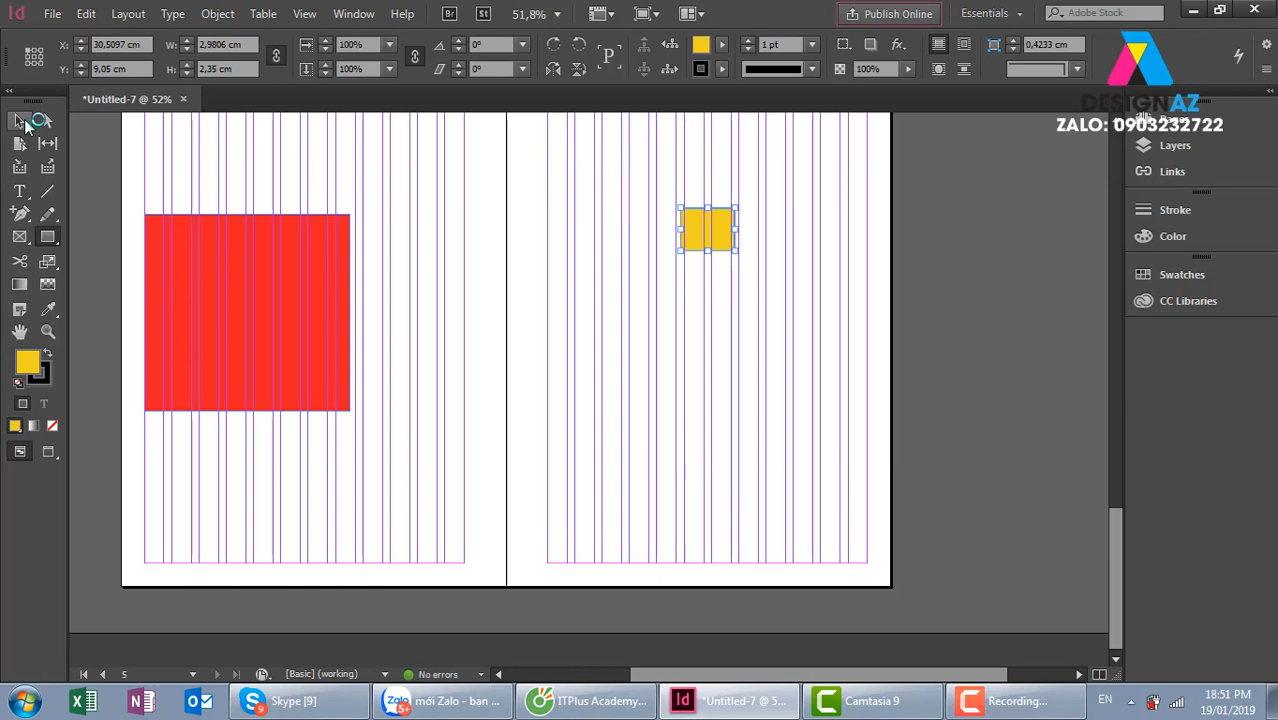 Id File Edit Layout Type Object Table View Window Help Br St 51,8% Publish Online Essentials Adobe Stock
X: 30,5097 cm W: 2,9806 cm 100% 0° P 1 pt fx. 0,4233 cm
Y: 9,05 cm H: 2,35 cm 100% 0° 100%
*Untitled-7 @ 52% ×
DESIGNAZ
ZALO: 0903232722
Layers
Links
Stroke
Color
Swatches
CC Libraries
T
T
5 [Basic] (working) No errors
Skype [9] mới Zalo - bạn ... ITPlus Academy... *Untitled-7 @ 5... Camtasia 9 Recording... EN 18:51 PM
19/01/2019